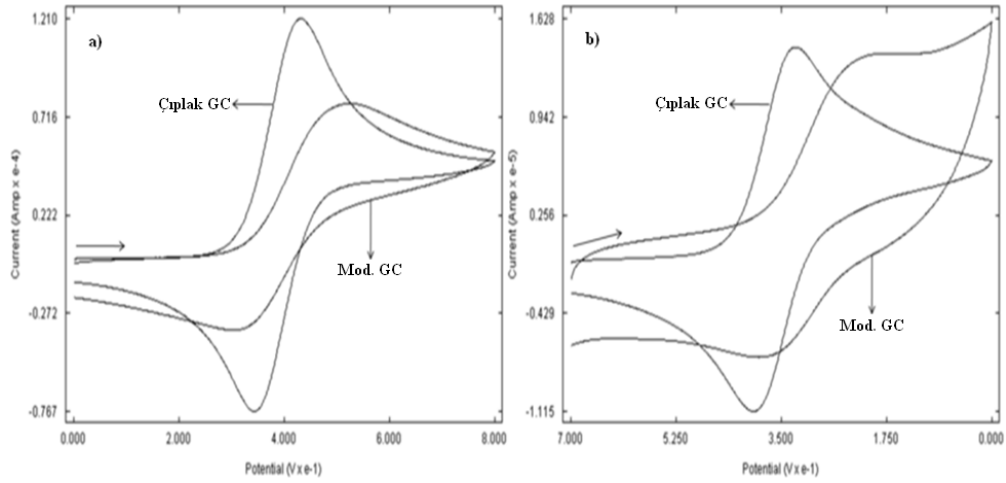 1.210
0.716
0.222
-0.272
-0.767
Current (Amp x e-4)
a)
Çıplak GC
Mod. GC
0.000 2.000 4.000 6.000 8.000
Potential (V x e-1)
1.628
0.942
0.256
-0.429
-1.115
Current (Amp x e-5)
b)
Çıplak GC
Mod. GC
7.000 5.250 3.500 1.750 0.000
Potential (V x e-1)